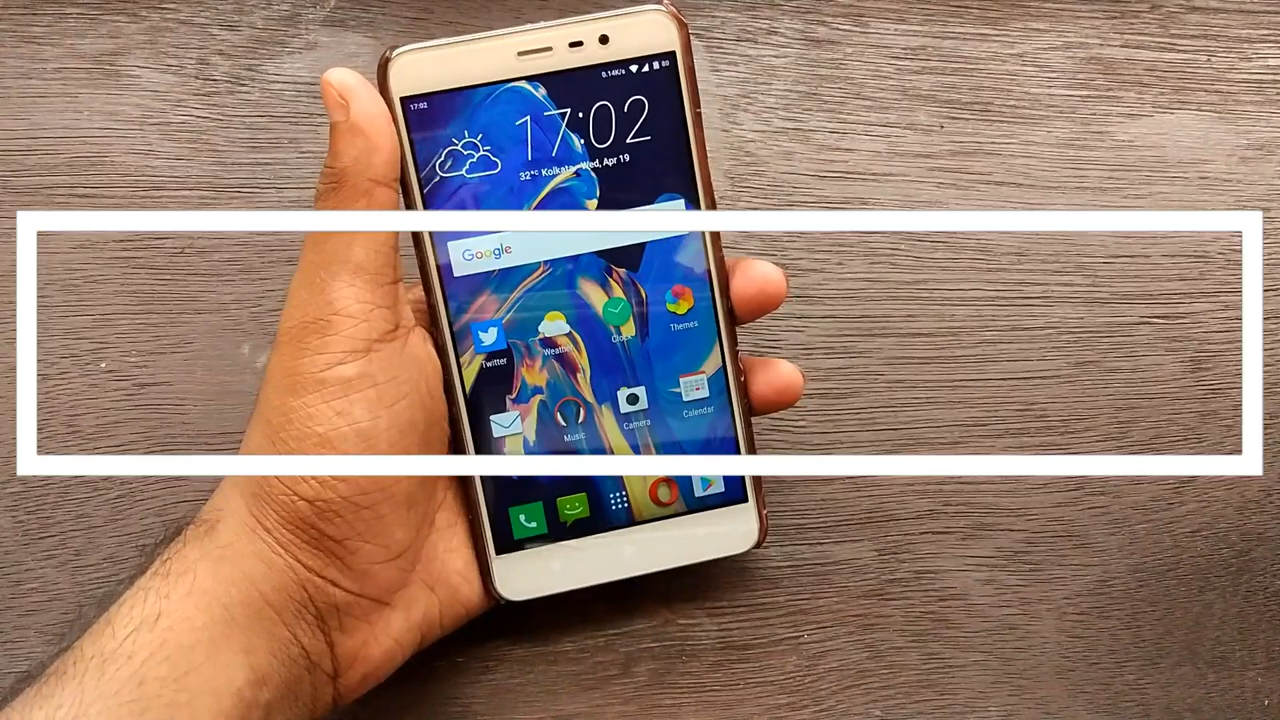 17:02
0.14K/s 80
17:02
32°C Kolkata Wed, Apr 19
Google
Twitter Weather Clock Themes
Music Camera Calendar